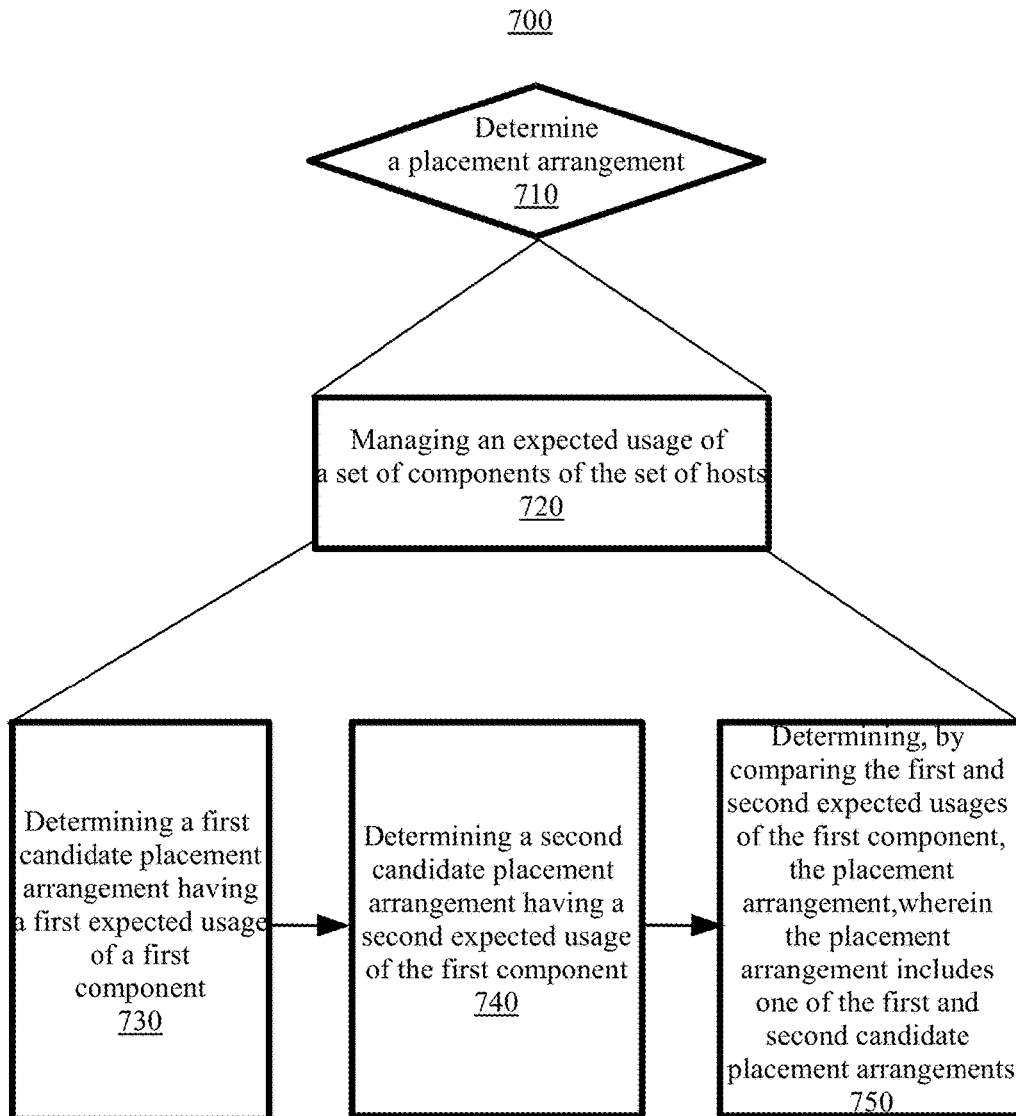 700
Determine
a placement arrangement
710
Managing an expected usage of
a set of components of the set of hosts
720
Determining a first
candidate placement
arrangement having
a first expected usage
of a first
component
730
Determining a second
candidate placement
arrangement having a
second expected usage
of the first component
740
Determining, by
comparing the first and
second expected usages
of the first component,
the placement
arrangement,wherein
the placement
arrangement includes
one of the first and
second candidate
placement arrangements
750